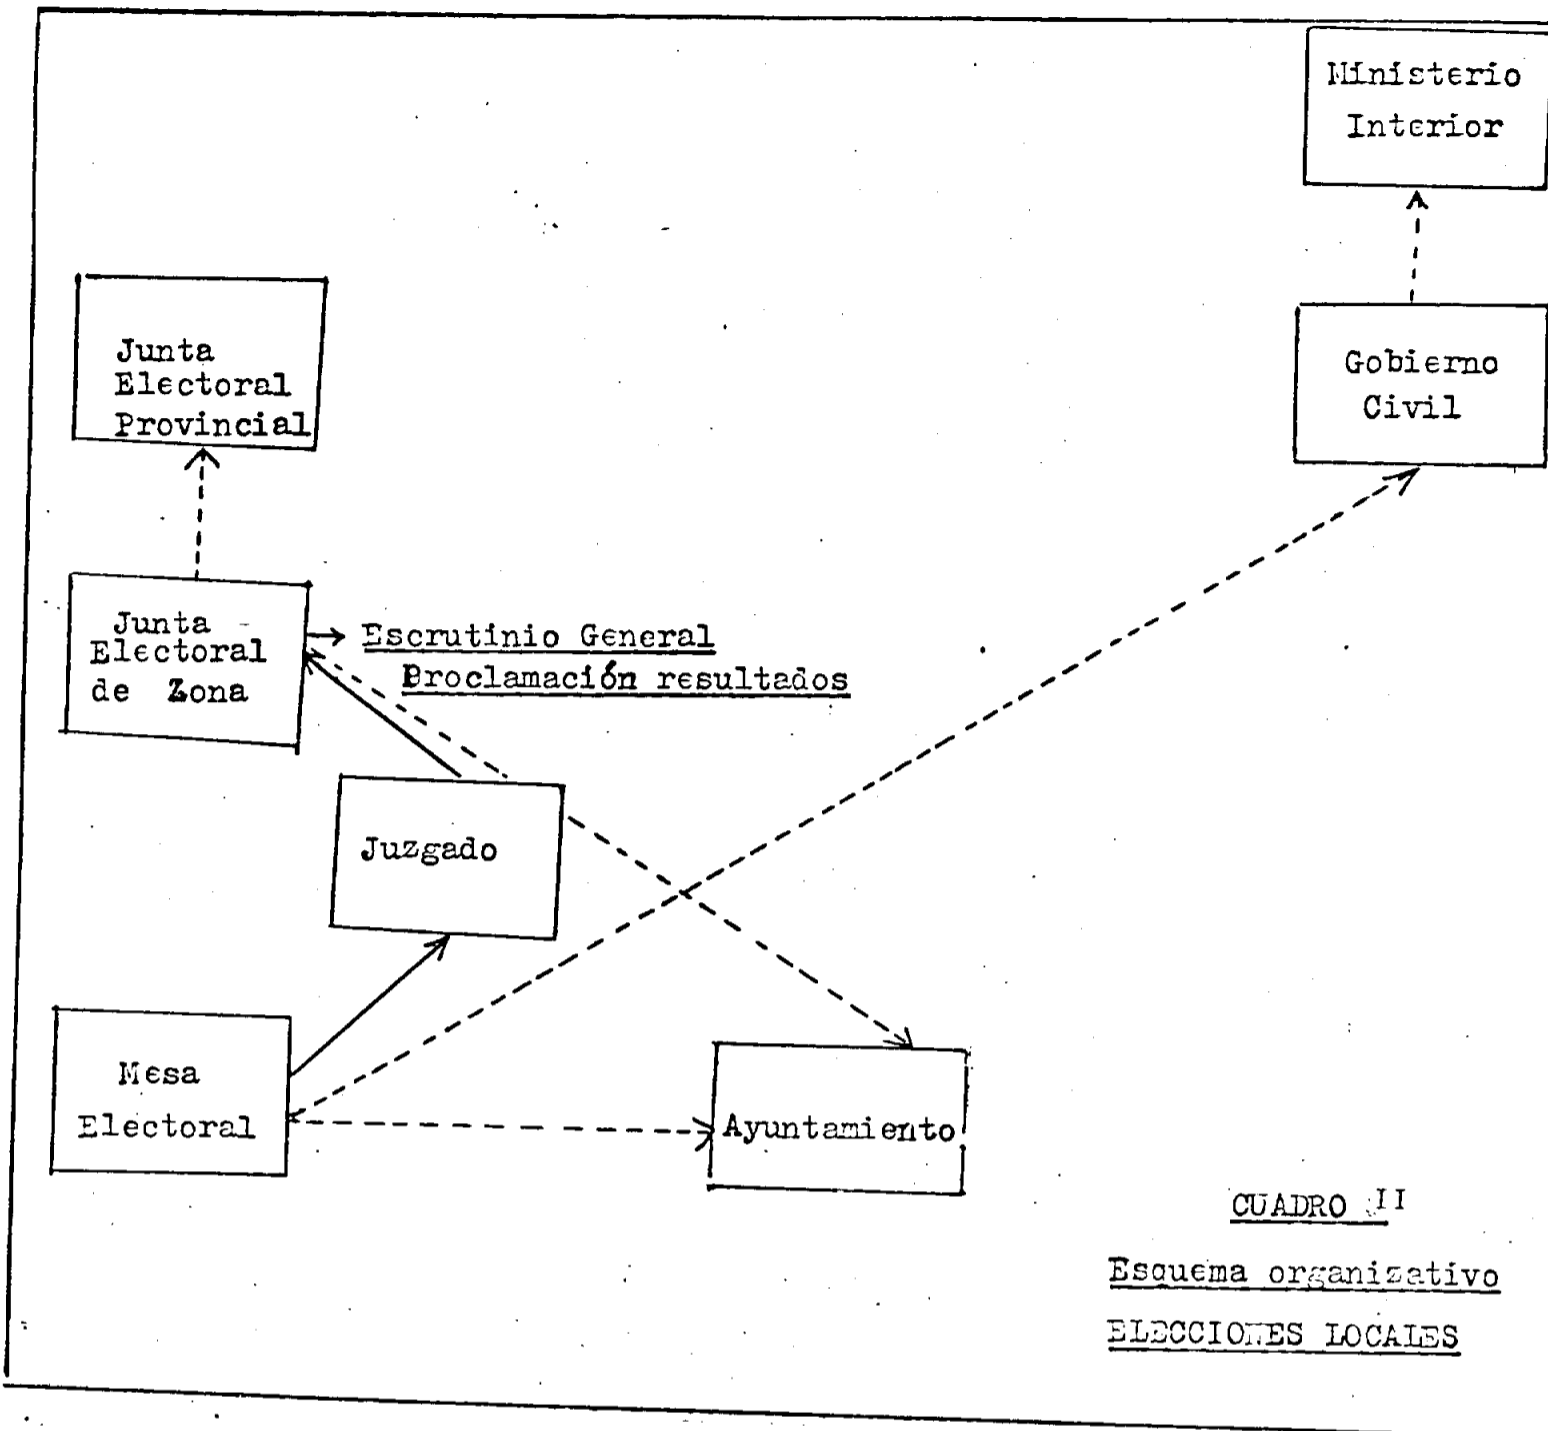 Ministerio
Interior
Gobierno
Civil
Junta
Electoral
Provincial
Junta
Electoral
de Zona
Escrutinio General
Proclamación resultados
Juzgado
Mesa
Electoral
Ayuntamiento
CUADRO II
Esquema organizativo
ELECCIONES LOCALES